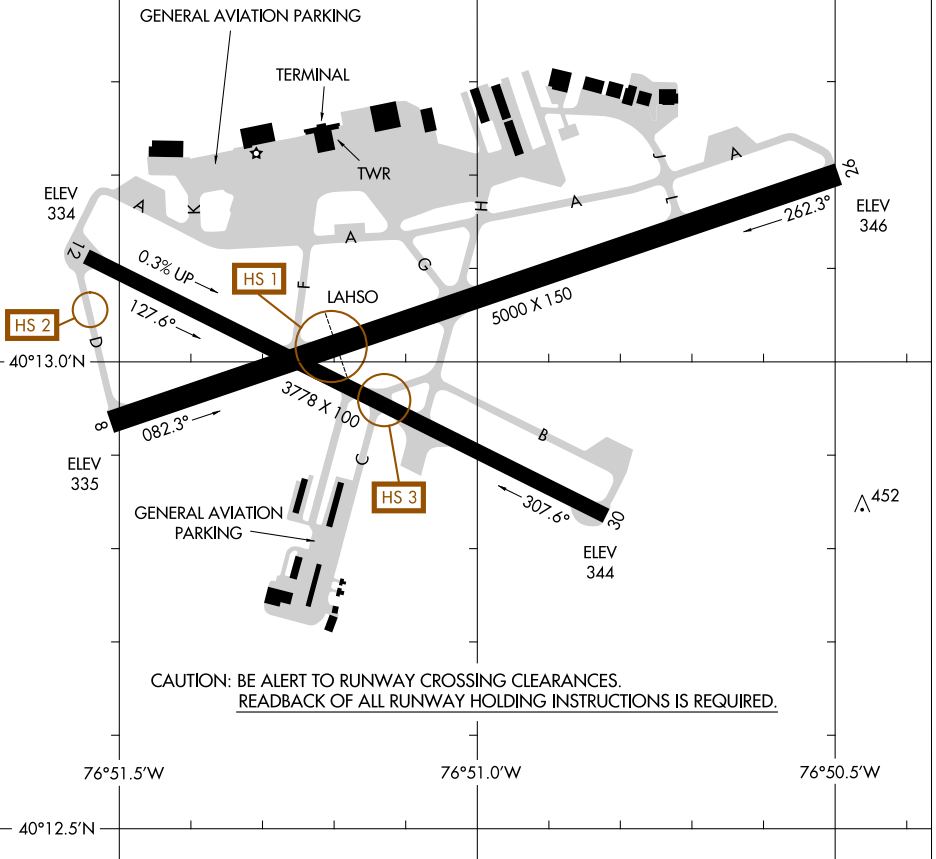 GENERAL AVIATION PARKING
TERMINAL
TWR
ELEV
334
A
K
A
F
G
H
A
J
L
A
26
262.3°
ELEV
346
12
0.3% UP
127.6°
HS 1
LAHSO
5000 X 150
HS 2
D
40°13.0'N
8
082.3°
ELEV
335
3778 X 100
C
B
HS 3
GENERAL AVIATION
PARKING
307.6°
30
ELEV
344
452
CAUTION: BE ALERT TO RUNWAY CROSSING CLEARANCES.
READBACK OF ALL RUNWAY HOLDING INSTRUCTIONS IS REQUIRED.
76°51.5'W
76°51.0'W
76°50.5'W
40°12.5'N